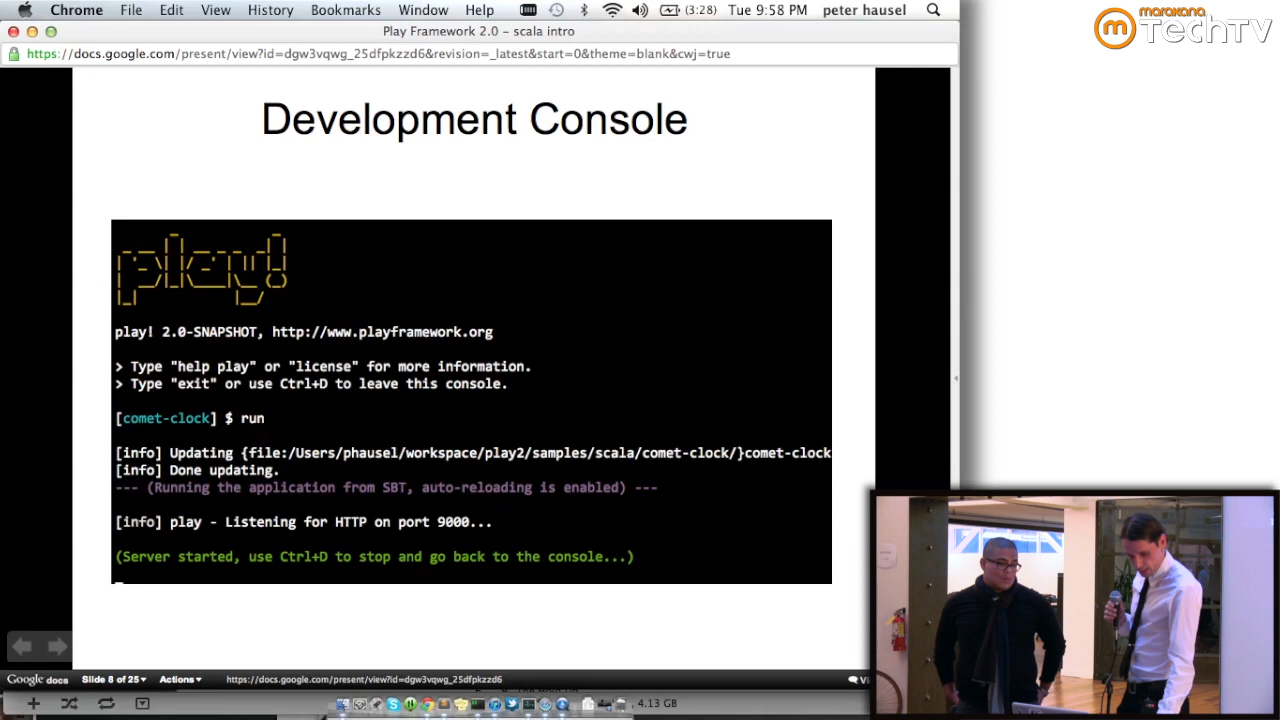 Chrome File Edit View History Bookmarks Window Help (3:28) Tue 9:58 PM peter hausel
marakana
TechTV
Play Framework 2.0 - scala intro
https://docs.google.com/present/view?id=dgw3vqwg_25dfpkzzd6&revision=_latest&start=0&theme=blank&cwj=true
Development Console
play!
play! 2.0-SNAPSHOT, http://www.playframework.org
> Type "help play" or "license" for more information.
> Type "exit" or use Ctrl+D to leave this console.
[comet-clock] $ run
[info] Updating {file:/Users/phausel/workspace/play2/samples/scala/comet-clock/}comet-clock
[info] Done updating.
--- (Running the application from SBT, auto-reloading is enabled) ---
[info] play - Listening for HTTP on port 9000...
(Server started, use Ctrl+D to stop and go back to the console...)
Google docs Slide 8 of 25 Actions https://docs.google.com/present/view?id=dgw3vqwg_25dfpkzzd6
4.13 GB